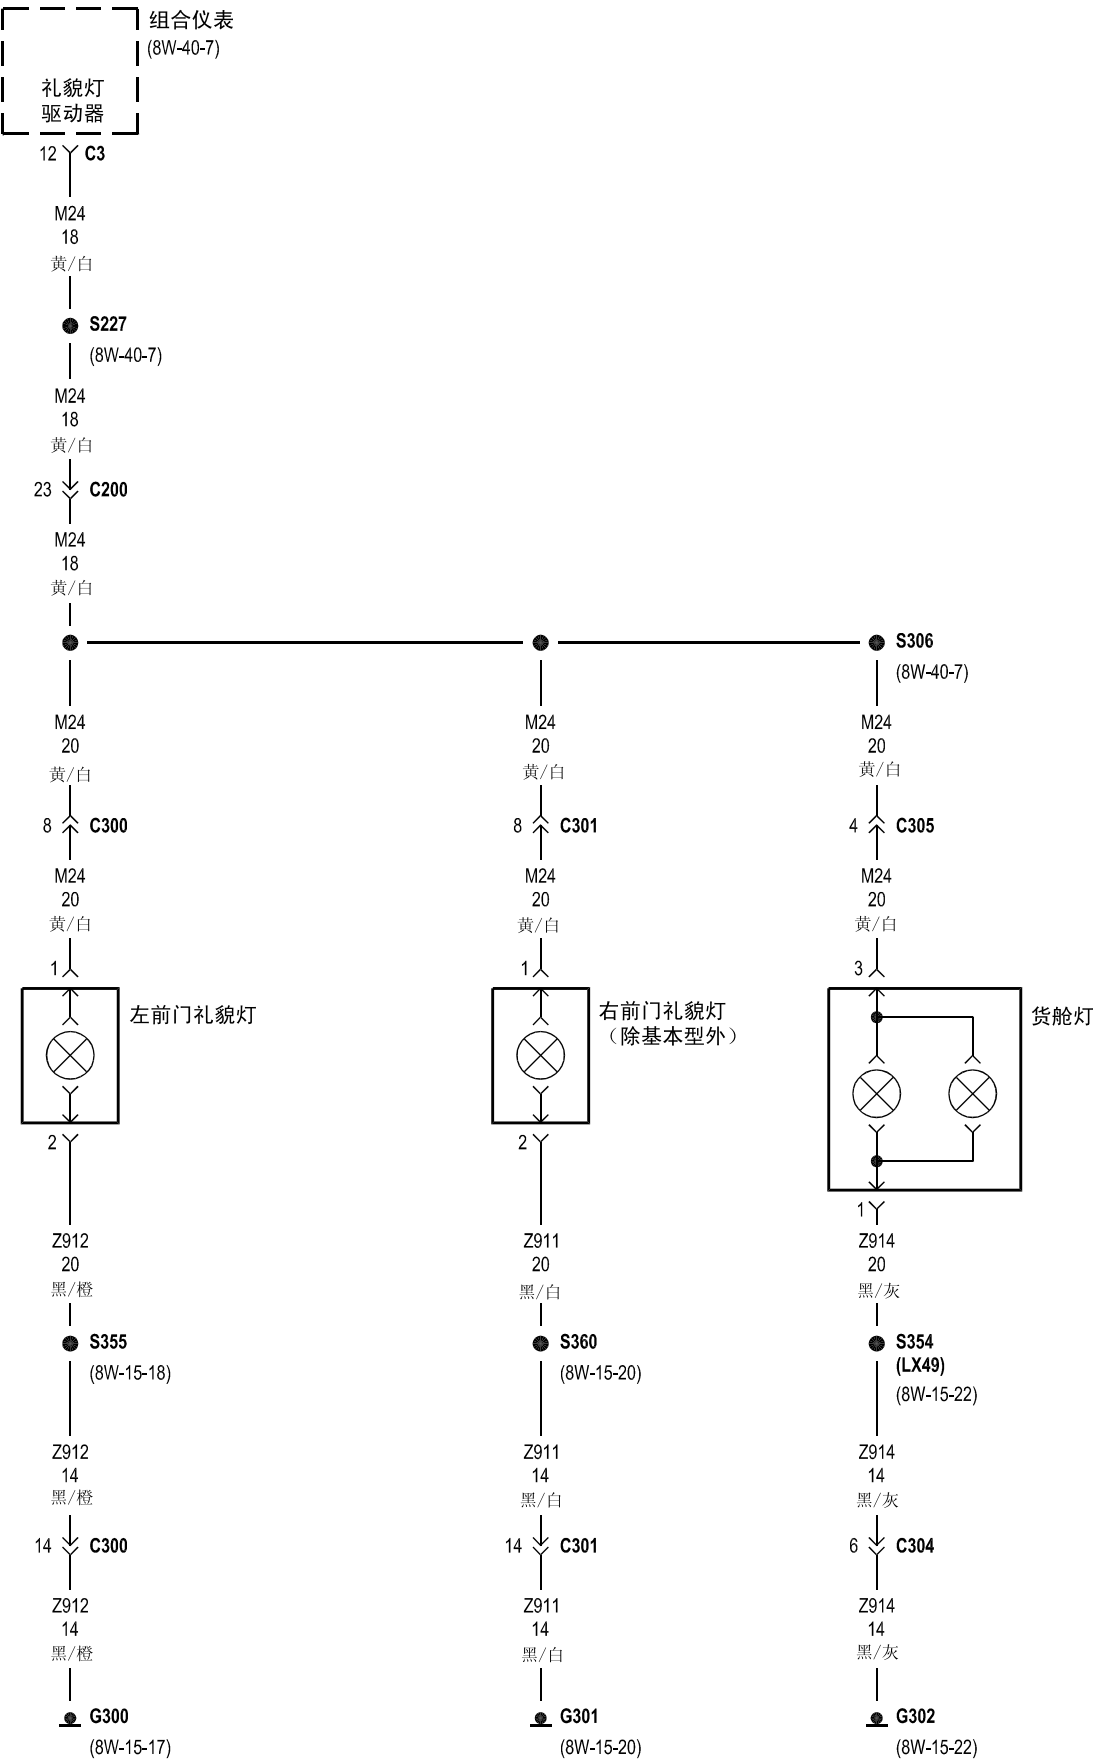 组合仪表
(8W-40-7)
礼貌灯
驱动器
12 C3
M24
18
黄/白
S227
(8W-40-7)
M24
18
黄/白
23 C200
M24
18
黄/白
S306
(8W-40-7)
M24 M24 M24
20 20 20
黄/白 黄/白 黄/白
8 C300 8 C301 4 C305
M24 M24 M24
20 20 20
黄/白 黄/白 黄/白
1 1 3
左前门礼貌灯 右前门礼貌灯 货舱灯
（除基本型外）
2 2
1
Z912 Z911 Z914
20 20 20
黑/橙 黑/白 黑/灰
S355 S360 S354
(LX49)
(8W-15-18) (8W-15-20) (8W-15-22)
Z912 Z911 Z914
14 14 14
黑/橙 黑/白 黑/灰
14 C300 14 C301 6 C304
Z912 Z911 Z914
14 14 14
黑/橙 黑/白 黑/灰
G300 G301 G302
(8W-15-17) (8W-15-20) (8W-15-22)